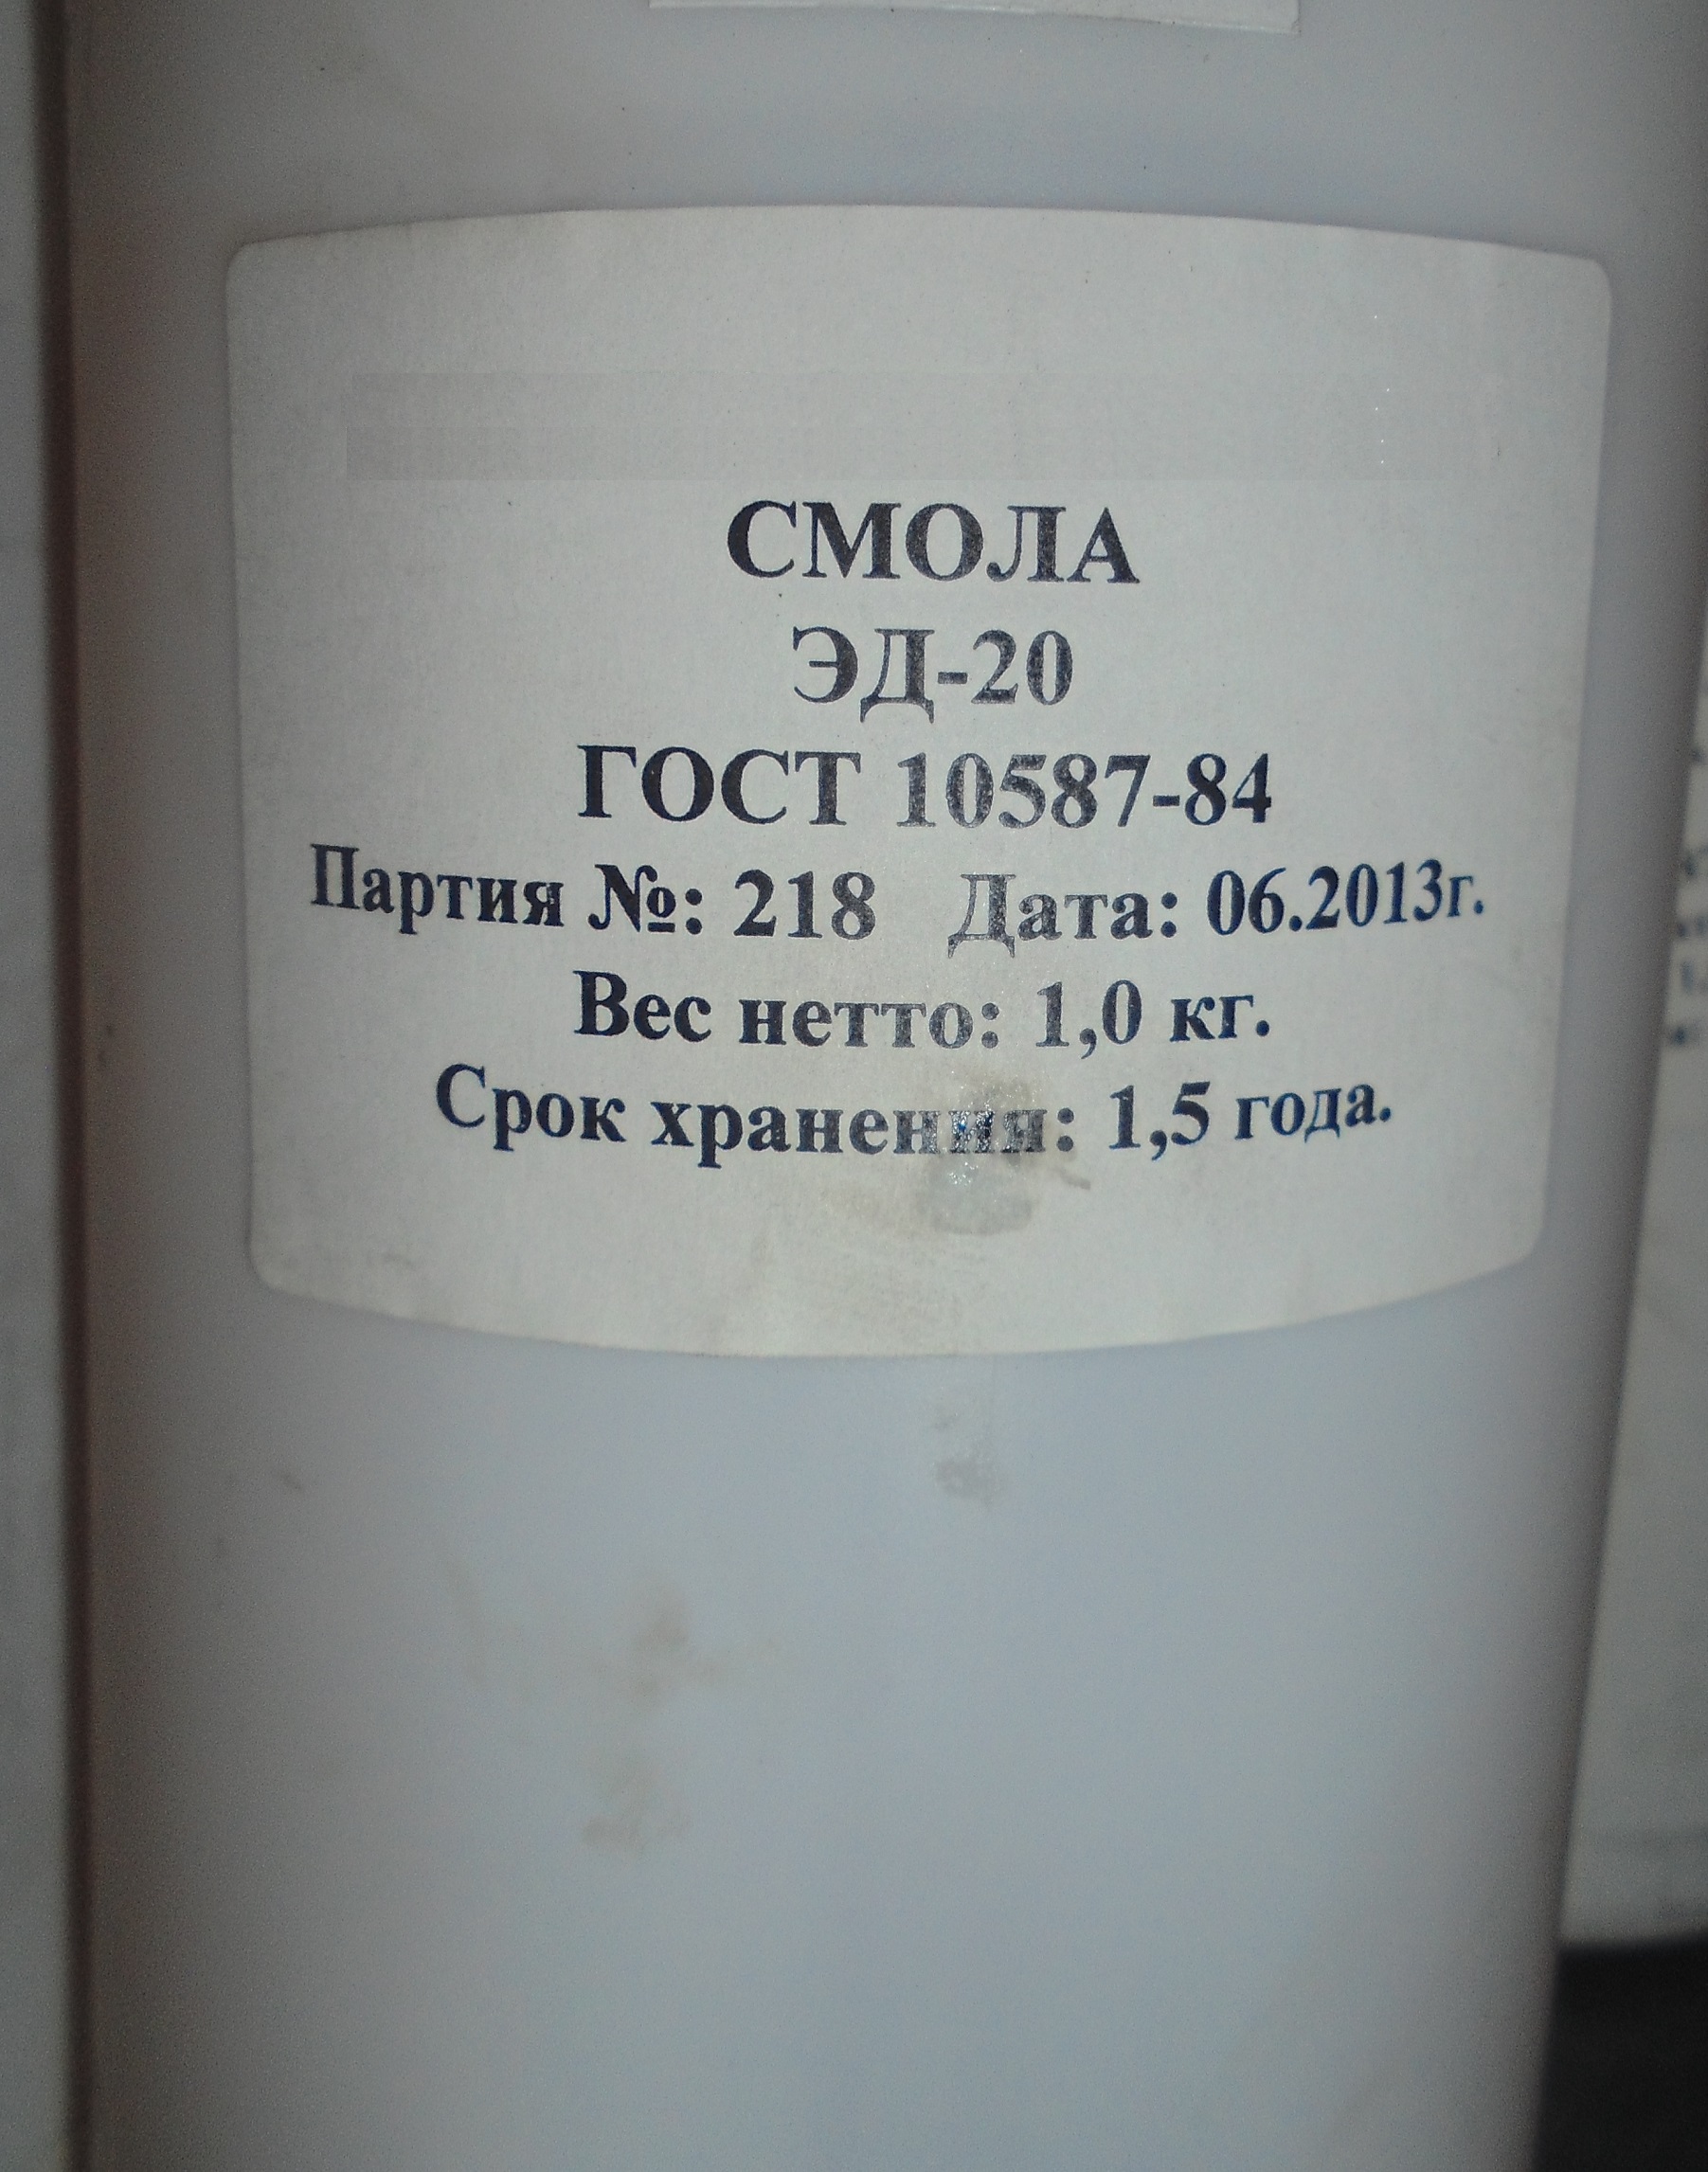 СМОЛА
ЭД-20
ГОСТ 10587-84
Партия №: 218 Дата: 06.2013г.
Вес нетто: 1,0 кг.
Срок хранения: 1,5 года.